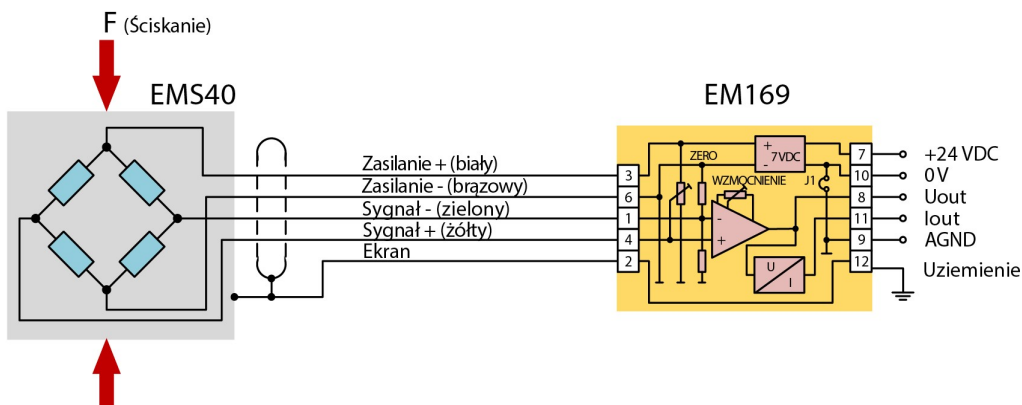 F (Ściskanie)
EMS40
EM169
Zasilanie + (biały)
Zasilanie - (brązowy)
Sygnał - (zielony)
Sygnał + (żółty)
Ekran
3
6
1
4
2
ZERO
WZMOCNIENIE
+
7VDC
-
J1
-
+
U
I
7
10
8
11
9
12
+24 VDC
0V
Uout
Iout
AGND
Uziemienie